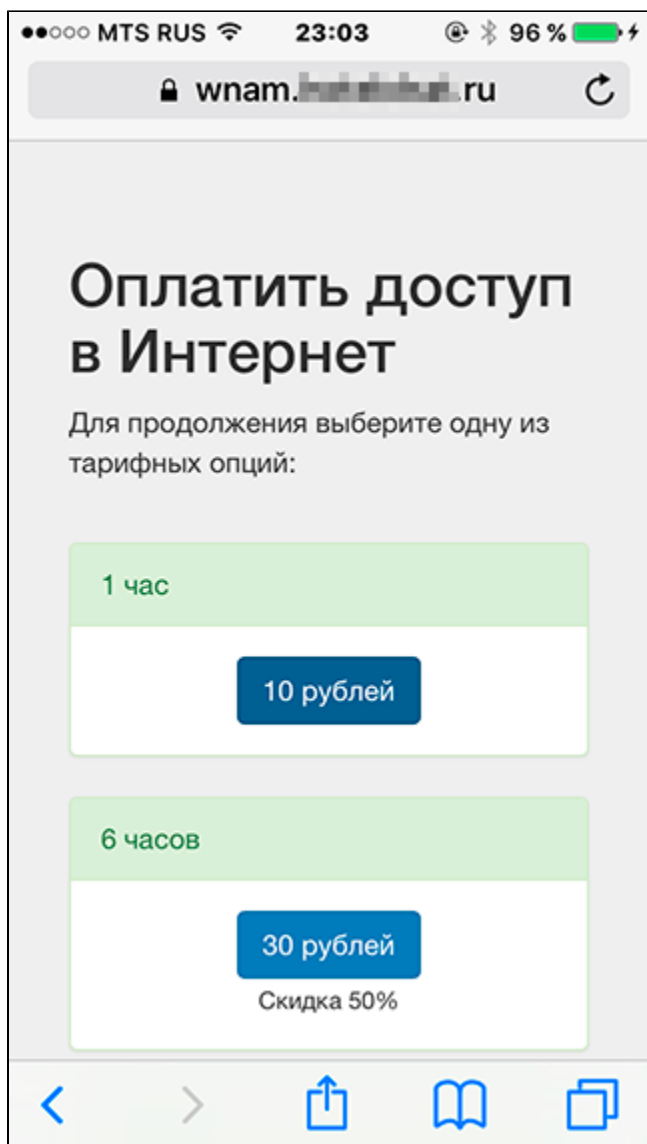 MTS RUS 23:03 96 %
wnam. .ru
Оплатить доступ
в Интернет
Для продолжения выберите одну из
тарифных опций:
1 час
10 рублей
6 часов
30 рублей
Скидка 50%